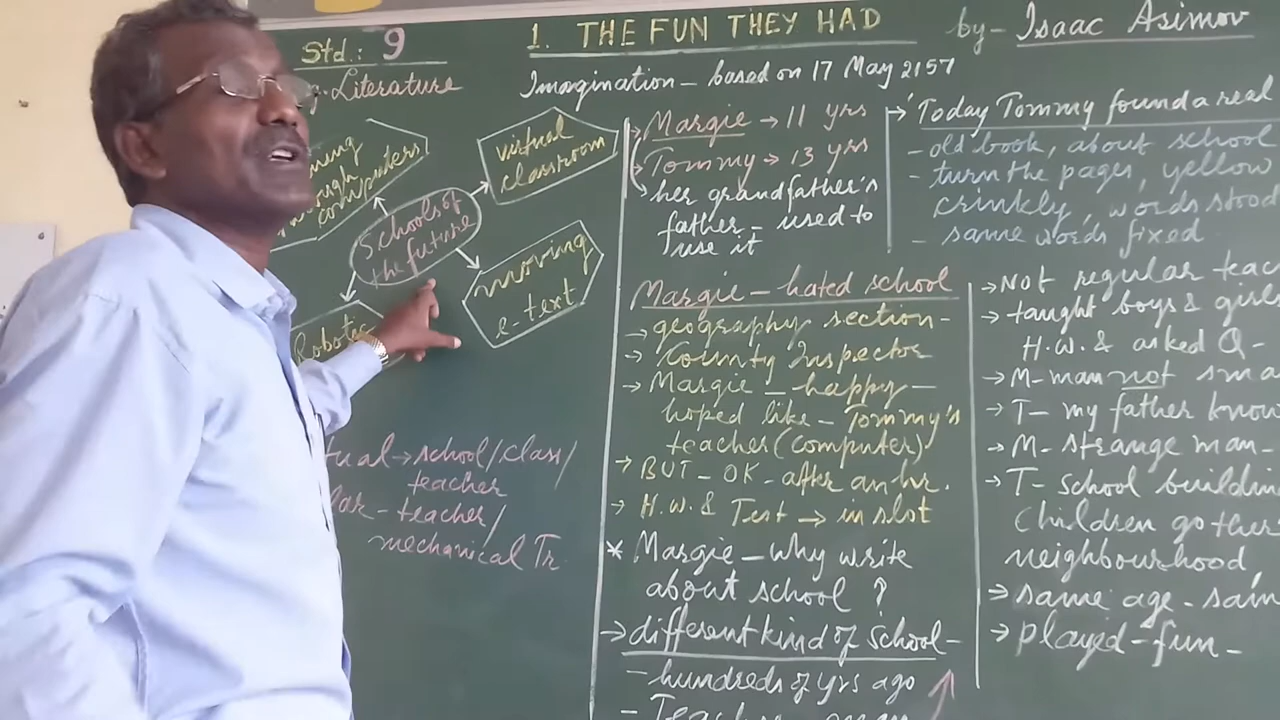 Std.: 9
Literature
1. THE FUN THEY HAD
by- Isaac Asimov
Imagination - based on 17 May 2157
through
computers
virtual
classroom
Schools of
the future
moving
e-text
Robotic
school/class/
teacher
- teacher/
mechanical Tr.
→ Margie → 11 yrs
→ Tommy → 13 yrs
her grandfather's
father - used to
use it
Margie - hated school
→ geography section -
→ County Inspector
→ Margie - happy -
hoped like - Tommy's
teacher (computer)
→ BUT - OK - after an hr.
→ H.W. & Test → in slot
* Margie - why write
about school ?
→ different kind of school -
- hundreds of yrs ago
- Teacher
→ Today Tommy found a real
- old book, about school
- turn the pages, yellow
crinkly, words stood
- same words fixed
→ Not regular teac
→ taught boys & girl
H.W. & asked Q -
→ M - man not sma
→ T - my father know
→ M - strange man -
→ T - school buildin
Children go ther
neighbourhood
→ same age - sam
→ played - fun -